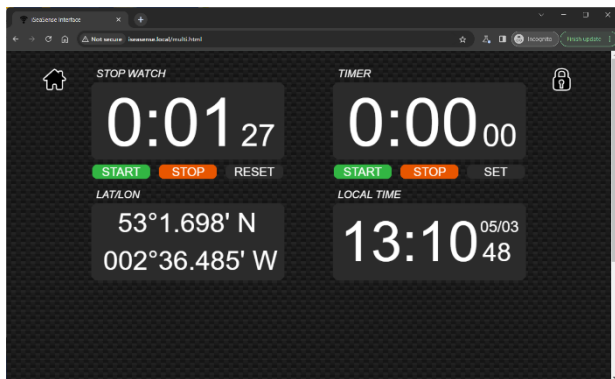 iSeaSense Interface
Not secure iseasense.local/multi.html
Incognito
Finish update
STOP WATCH
0:01 27
START STOP RESET
TIMER
0:00 00
START STOP SET
LAT/LON
53°1.698' N
002°36.485' W
LOCAL TIME
13:10 05/03
48